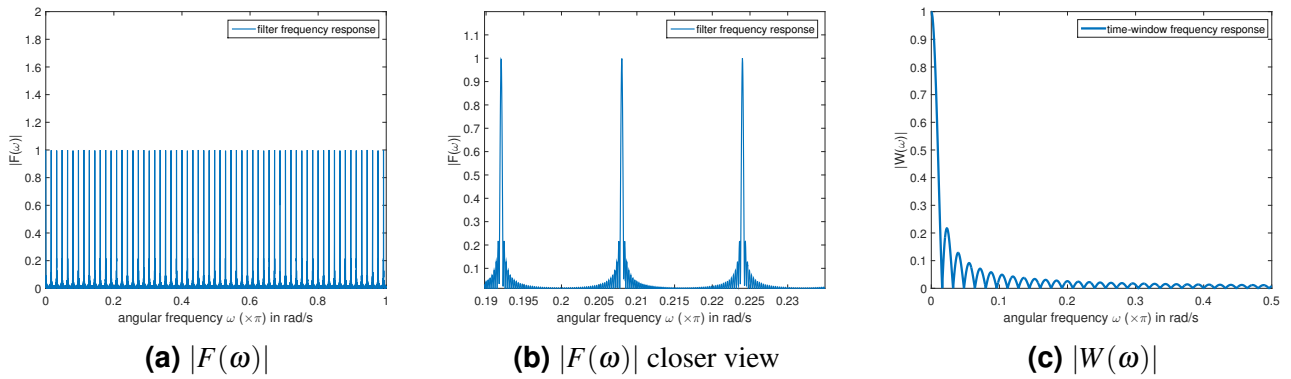 2
1.8
1.6
1.4
1.2
1
0.8
0.6
0.4
0.2
0
|F(ω)|
filter frequency response
0 0.2 0.4 0.6 0.8 1
angular frequency ω (×π) in rad/s
(a) |F(ω)|
1.1
1
0.9
0.8
0.7
0.6
0.5
0.4
0.3
0.2
0.1
|F(ω)|
filter frequency response
0.19 0.195 0.2 0.205 0.21 0.215 0.22 0.225 0.23
angular frequency ω (×π) in rad/s
(b) |F(ω)| closer view
1
0.9
0.8
0.7
0.6
0.5
0.4
0.3
0.2
0.1
0
|W(ω)|
time-window frequency response
0 0.1 0.2 0.3 0.4 0.5
angular frequency ω (×π) in rad/s
(c) |W(ω)|